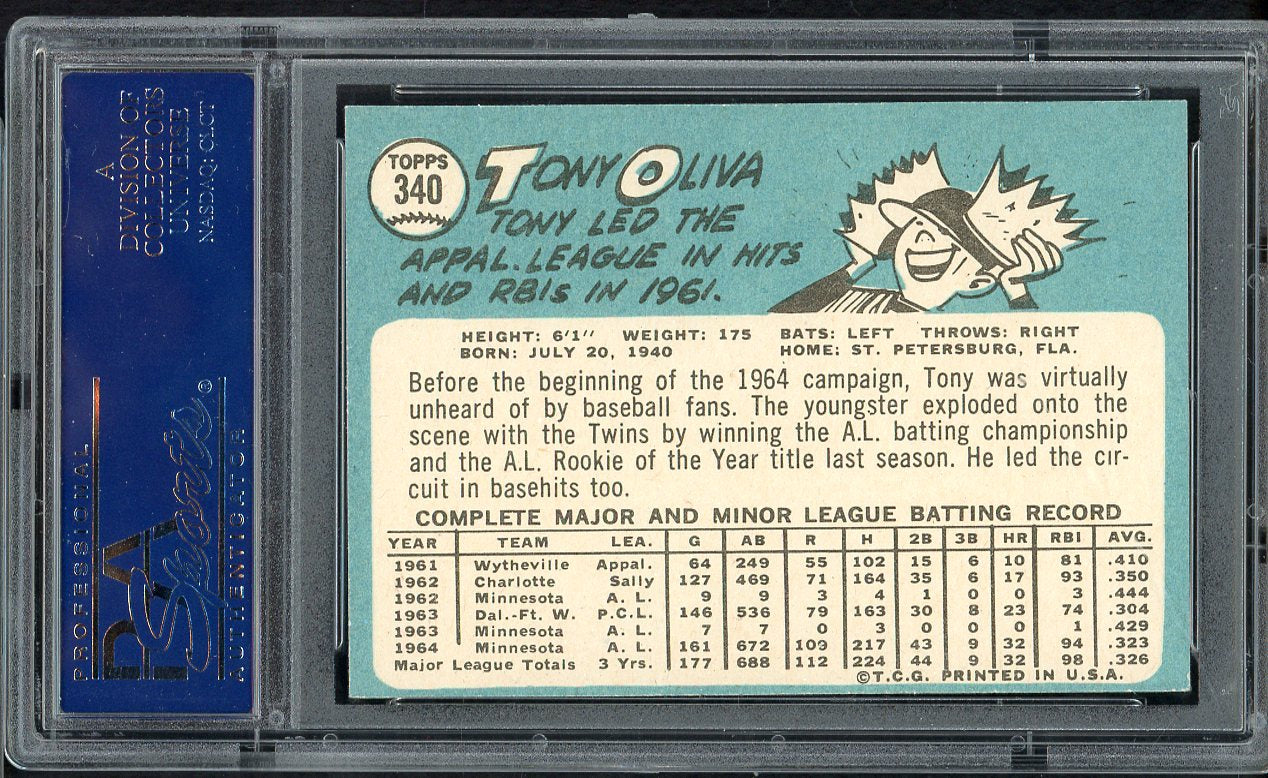 A
DIVISION OF
COLLECTORS
UNIVERSE
NASDAQ: CLCT
PROFESSIONAL
PSA
Sports
®
AUTHENTICATOR
TOPPS
340
TONY OLIVA
TONY LED THE
APPAL. LEAGUE IN HITS
AND RBIs IN 1961.
HEIGHT: 6'1" WEIGHT: 175 BATS: LEFT THROWS: RIGHT
BORN: JULY 20, 1940 HOME: ST. PETERSBURG, FLA.
Before the beginning of the 1964 campaign, Tony was virtually
unheard of by baseball fans. The youngster exploded onto the
scene with the Twins by winning the A.L. batting championship
and the A.L. Rookie of the Year title last season. He led the cir-
cuit in basehits too.
COMPLETE MAJOR AND MINOR LEAGUE BATTING RECORD
YEAR TEAM LEA. G AB R H 2B 3B HR RBI AVG.
1961 Wytheville Appal. 64 249 55 102 15 6 10 81 .410
1962 Charlotte Sally 127 469 71 164 35 6 17 93 .350
1962 Minnesota A. L. 9 9 3 4 1 0 0 3 .444
1963 Dal.-Ft. W. P.C.L. 146 536 79 163 30 8 23 74 .304
1963 Minnesota A. L. 7 7 0 3 0 0 0 1 .429
1964 Minnesota A. L. 161 672 109 217 43 9 32 94 .323
Major League Totals 3 Yrs. 177 688 112 224 44 9 32 98 .326
©T.C.G. PRINTED IN U.S.A.